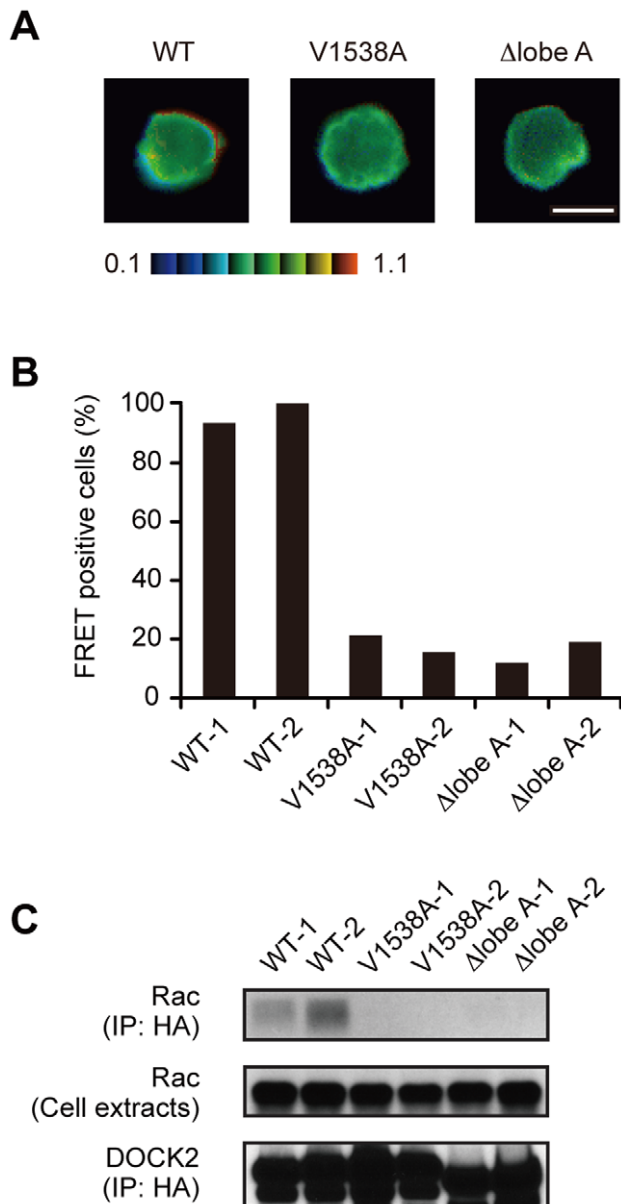 A
WT V1538A Δlobe A
0.1 1.1
B
FRET positive cells (%)
100
80
60
40
20
0
WT-1 WT-2 V1538A-1 V1538A-2 Δlobe A-1 Δlobe A-2
C
WT-1 WT-2 V1538A-1 V1538A-2 Δlobe A-1 Δlobe A-2
Rac
(IP: HA)
Rac
(Cell extracts)
DOCK2
(IP: HA)